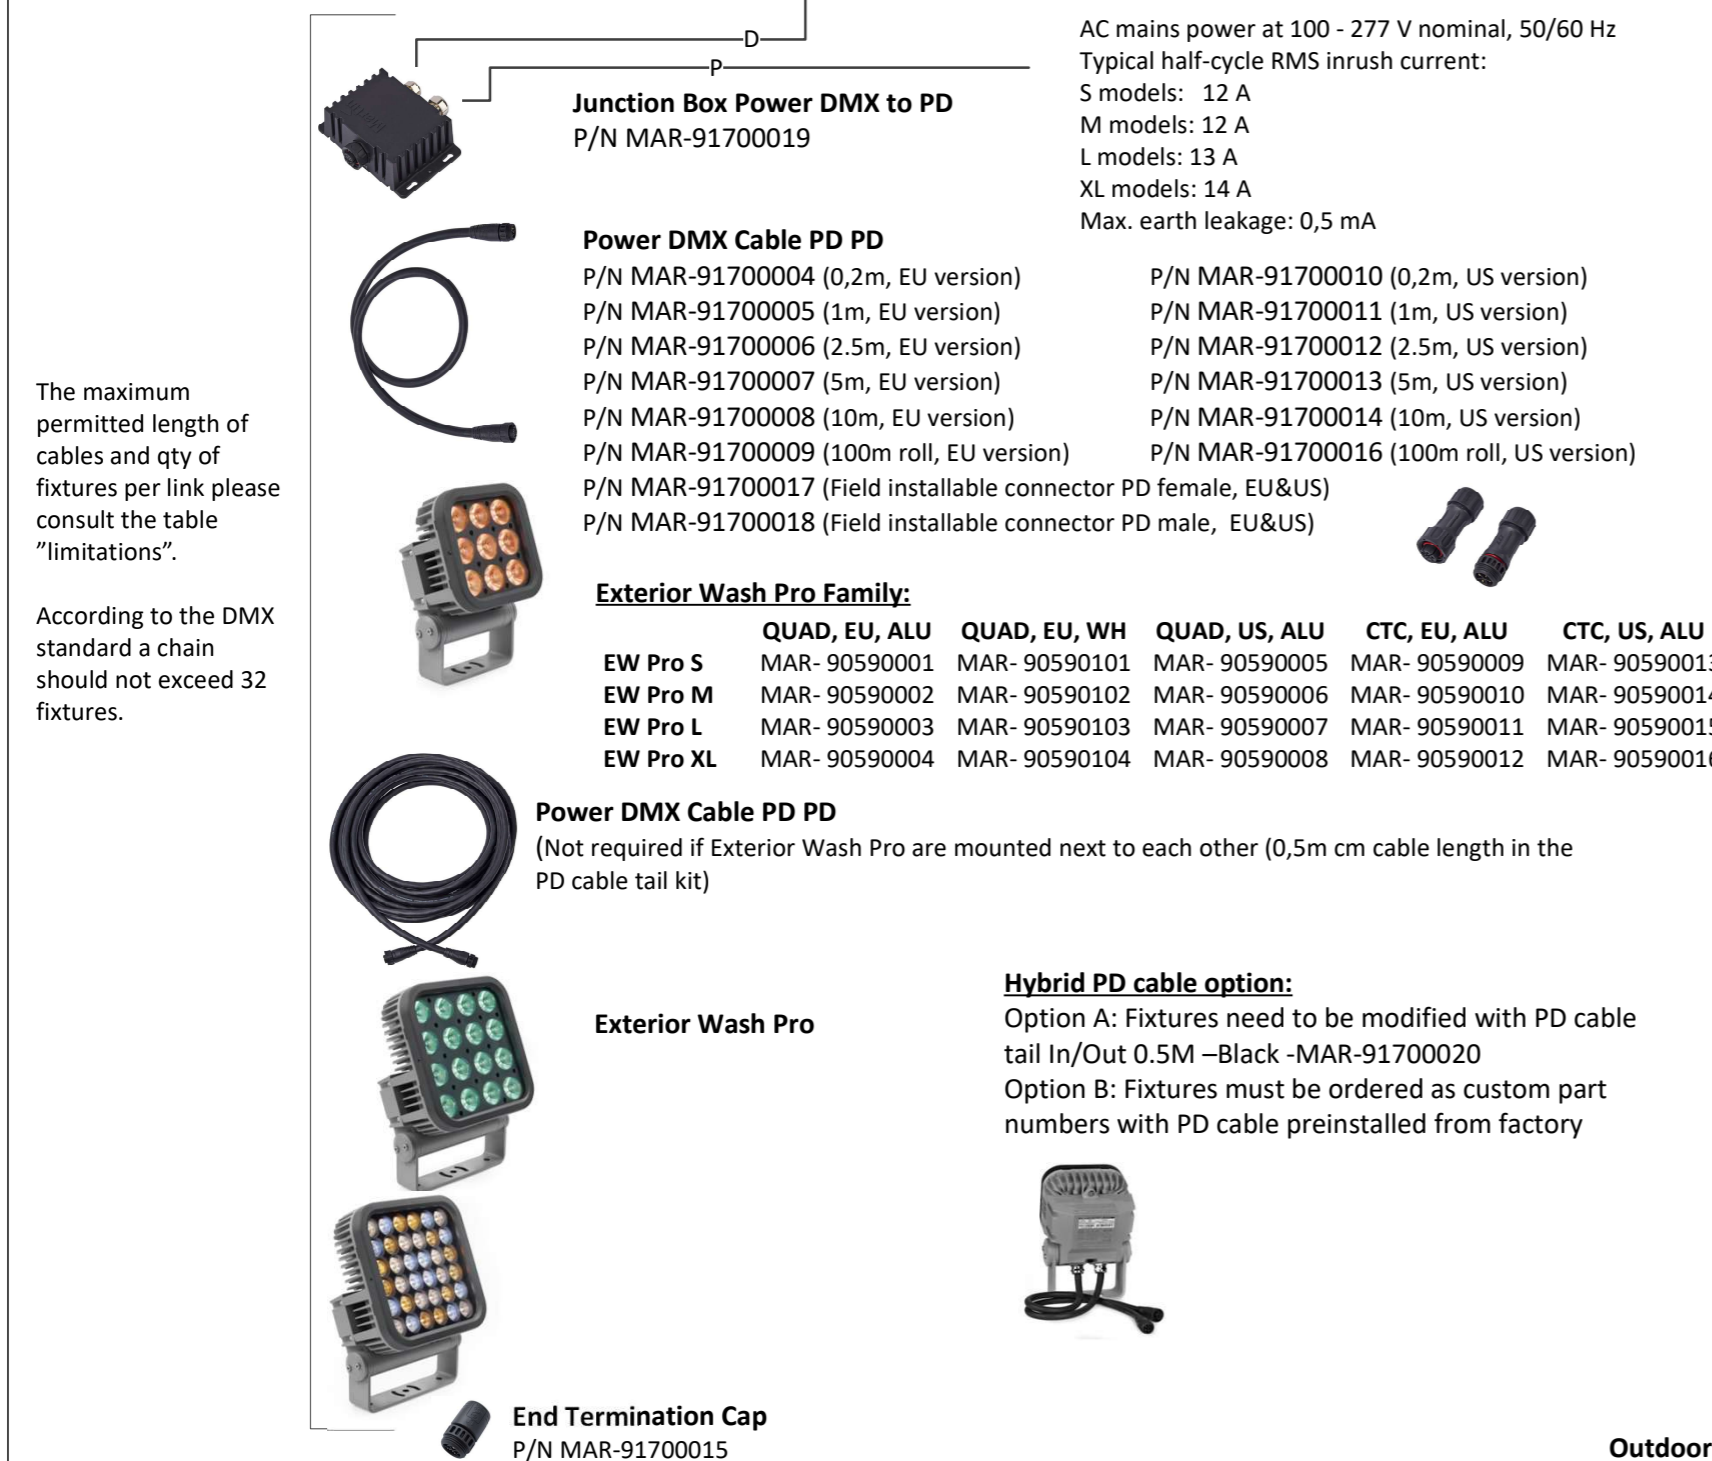 D
P
AC mains power at 100 - 277 V nominal, 50/60 Hz
Typical half-cycle RMS inrush current:
S models: 12 A
M models: 12 A
L models: 13 A
XL models: 14 A
Max. earth leakage: 0,5 mA
Junction Box Power DMX to PD
P/N MAR-91700019
Power DMX Cable PD PD
P/N MAR-91700004 (0,2m, EU version) P/N MAR-91700010 (0,2m, US version)
P/N MAR-91700005 (1m, EU version) P/N MAR-91700011 (1m, US version)
P/N MAR-91700006 (2.5m, EU version) P/N MAR-91700012 (2.5m, US version)
P/N MAR-91700007 (5m, EU version) P/N MAR-91700013 (5m, US version)
P/N MAR-91700008 (10m, EU version) P/N MAR-91700014 (10m, US version)
P/N MAR-91700009 (100m roll, EU version) P/N MAR-91700016 (100m roll, US version)
P/N MAR-91700017 (Field installable connector PD female, EU&US)
P/N MAR-91700018 (Field installable connector PD male, EU&US)
The maximum
permitted length of
cables and qty of
fixtures per link please
consult the table
”limitations”.
According to the DMX
standard a chain
should not exceed 32
fixtures.
Exterior Wash Pro Family:
QUAD, EU, ALU QUAD, EU, WH QUAD, US, ALU CTC, EU, ALU CTC, US, ALU
EW Pro S MAR- 90590001 MAR- 90590101 MAR- 90590005 MAR- 90590009 MAR- 90590013
EW Pro M MAR- 90590002 MAR- 90590102 MAR- 90590006 MAR- 90590010 MAR- 90590014
EW Pro L MAR- 90590003 MAR- 90590103 MAR- 90590007 MAR- 90590011 MAR- 90590015
EW Pro XL MAR- 90590004 MAR- 90590104 MAR- 90590008 MAR- 90590012 MAR- 90590016
Power DMX Cable PD PD
(Not required if Exterior Wash Pro are mounted next to each other (0,5m cm cable length in the
PD cable tail kit)
Exterior Wash Pro
Hybrid PD cable option:
Option A: Fixtures need to be modified with PD cable
tail In/Out 0.5M –Black -MAR-91700020
Option B: Fixtures must be ordered as custom part
numbers with PD cable preinstalled from factory
End Termination Cap
P/N MAR-91700015
Outdoor